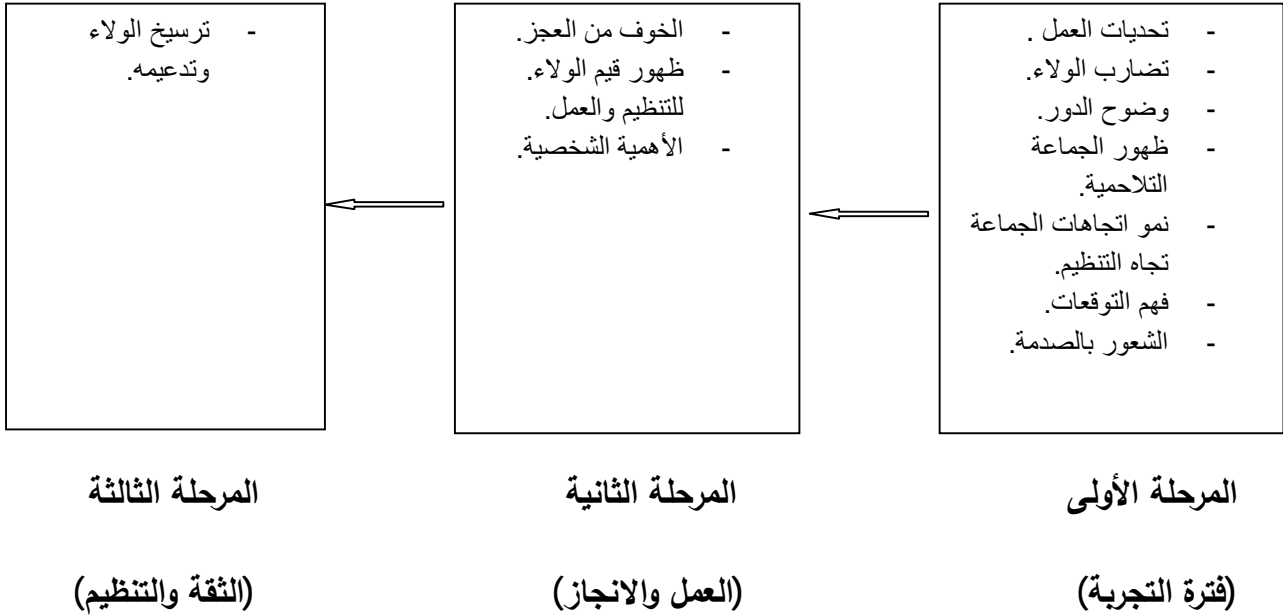 - تحديات العمل .
- تضارب الولاء.
- وضوح الدور.
- ظهور الجماعة
التلاحمية.
- نمو اتجاهات الجماعة
تجاه التنظيم.
- فهم التوقعات.
- الشعور بالصدمة.
- الخوف من العجز.
- ظهور قيم الولاء.
للتنظيم والعمل.
- الأهمية الشخصية.
- ترسيخ الولاء
وتدعيمه.
المرحلة الأولى
المرحلة الثانية
المرحلة الثالثة
(فترة التجربة)
(العمل والانجاز)
(الثقة والتنظيم)